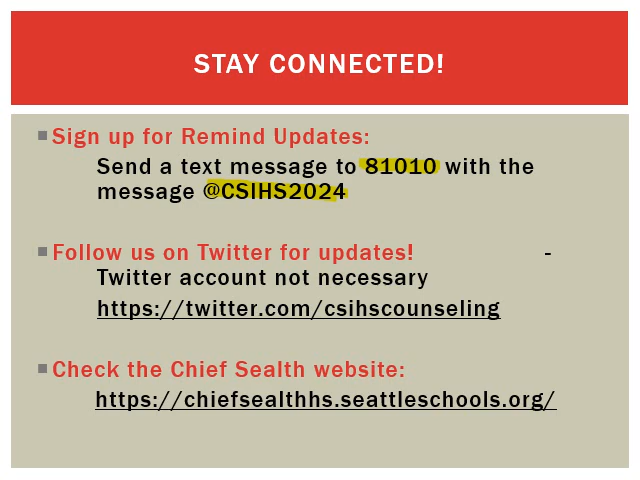 STAY CONNECTED!
Sign up for Remind Updates:
Send a text message to 81010 with the
message @CSIHS2024
Follow us on Twitter for updates! -
Twitter account not necessary
https://twitter.com/csihscounseling
Check the Chief Sealth website:
https://chiefsealthhs.seattleschools.org/